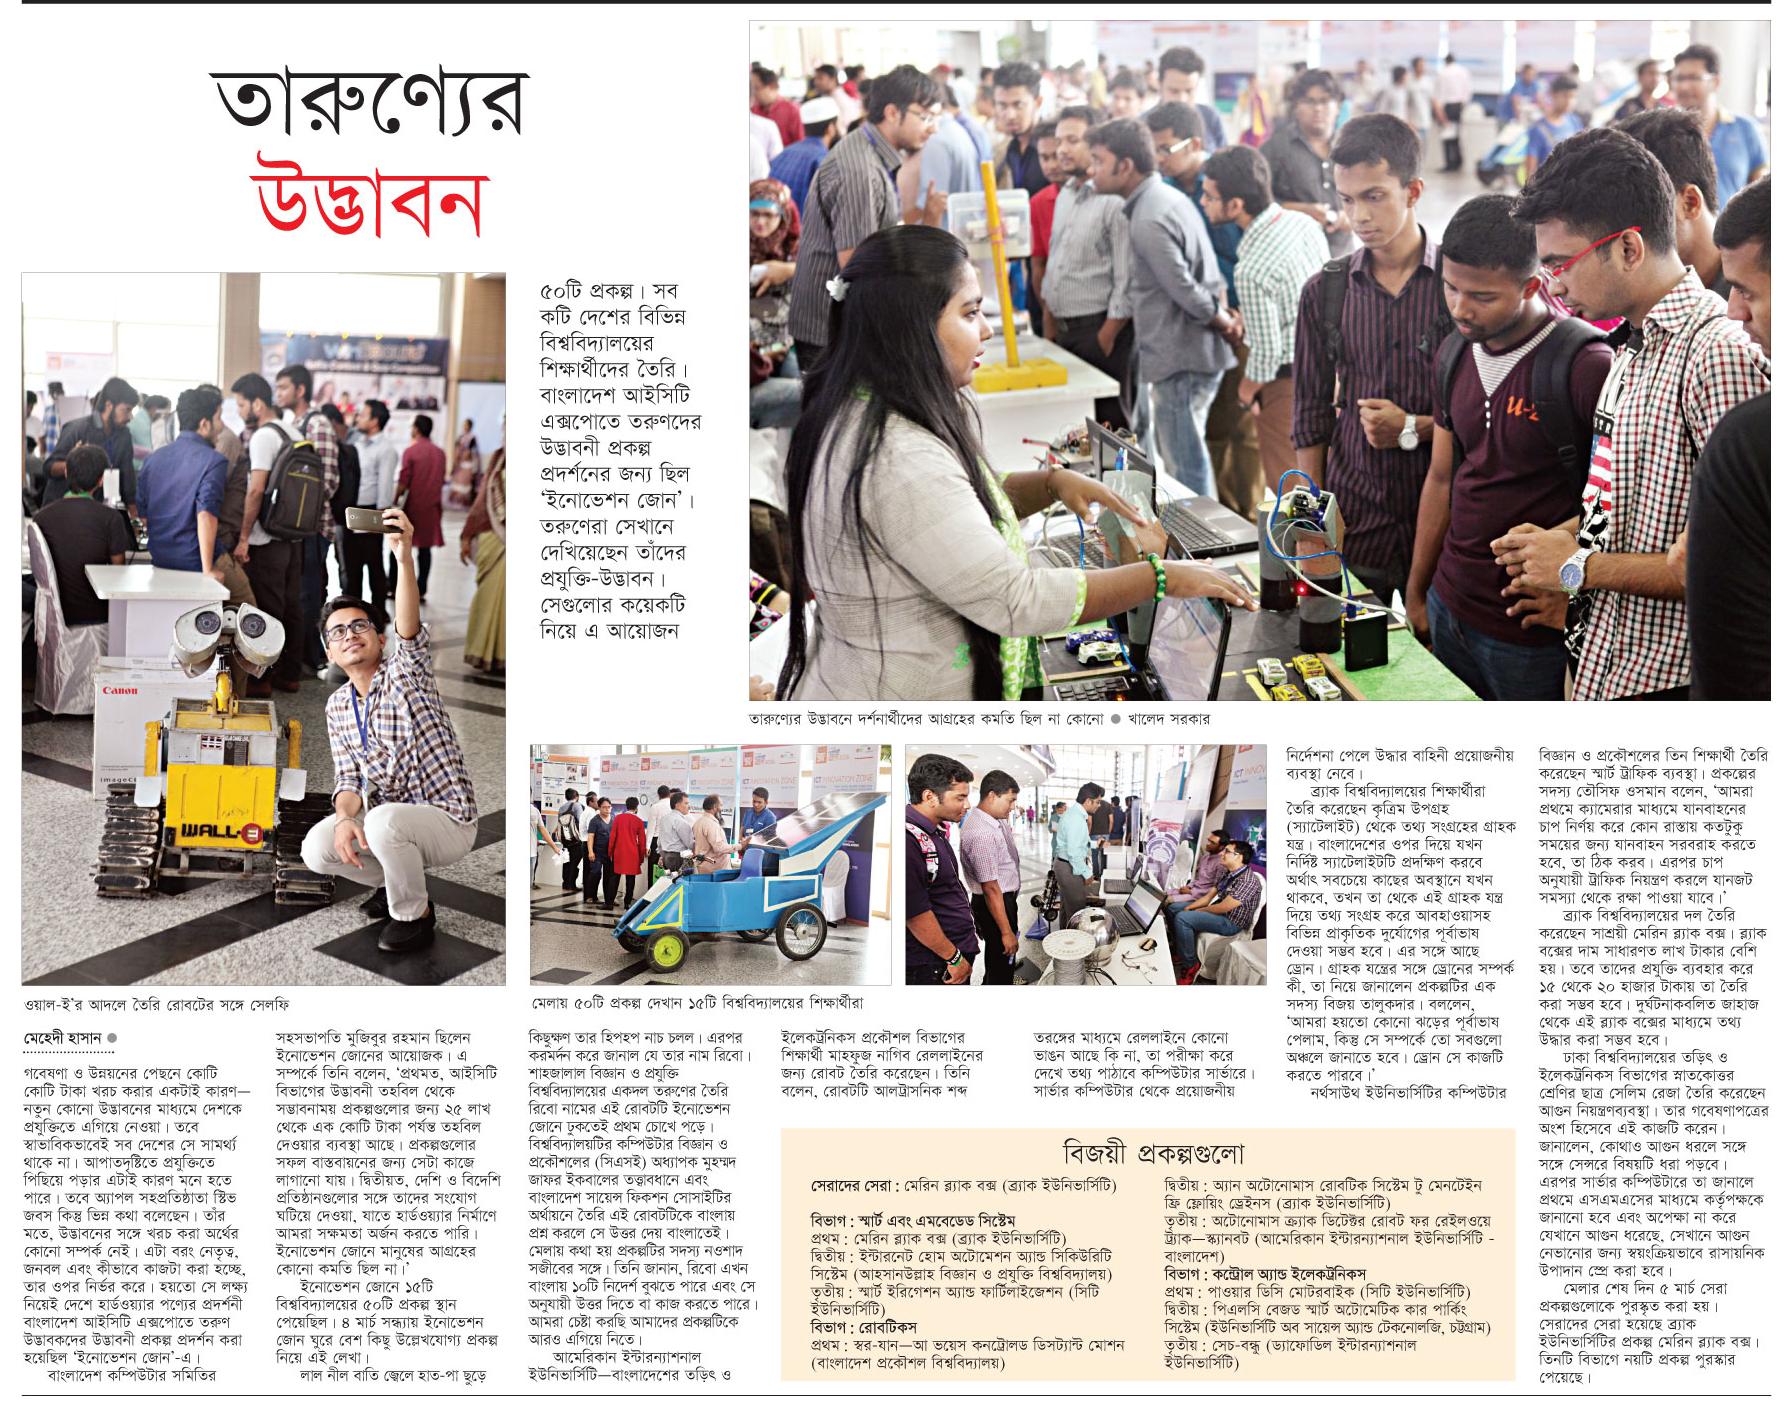 তারুণ্যের
উদ্ভাবন
৫০টি প্রকল্প। সব
কটি দেশের বিভিন্ন
বিশ্ববিদ্যালয়ের
শিক্ষার্থীদের তৈরি।
বাংলাদেশ আইসিটি
এক্সপোতে তরুণদের
উদ্ভাবনী প্রকল্প
প্রদর্শনের জন্য ছিল
‘ইনোভেশন জোন’।
তরুণেরা সেখানে
দেখিয়েছেন তাঁদের
প্রযুক্তি-উদ্ভাবন।
সেগুলোর কয়েকটি
নিয়ে এ আয়োজন
Canon
WALL-E
তারুণ্যের উদ্ভাবনে দর্শনার্থীদের আগ্রহের কমতি ছিল না কোনো ● খালেদ সরকার
ওয়াল-ই’র আদলে তৈরি রোবটের সঙ্গে সেলফি
মেলায় ৫০টি প্রকল্প দেখান ১৫টি বিশ্ববিদ্যালয়ের শিক্ষার্থীরা
মেহেদী হাসান ●
গবেষণা ও উন্নয়নের পেছনে কোটি
কোটি টাকা খরচ করার একটাই কারণ—
নতুন কোনো উদ্ভাবনের মাধ্যমে দেশকে
প্রযুক্তিতে এগিয়ে নেওয়া। তবে
স্বাভাবিকভাবেই সব দেশের সে সামর্থ্য
থাকে না। আপাতদৃষ্টিতে প্রযুক্তিতে
পিছিয়ে পড়ার এটাই কারণ মনে হতে
পারে। তবে অ্যাপল সহপ্রতিষ্ঠাতা স্টিভ
জবস কিন্তু ভিন্ন কথা বলেছেন। তাঁর
মতে, উদ্ভাবনের সঙ্গে খরচ করা অর্থের
কোনো সম্পর্ক নেই। এটা বরং নেতৃত্ব,
জনবল এবং কীভাবে কাজটা করা হচ্ছে,
তার ওপর নির্ভর করে। হয়তো সে লক্ষ্য
নিয়েই দেশে হার্ডওয়্যার পণ্যের প্রদর্শনী
বাংলাদেশ আইসিটি এক্সপোতে তরুণ
উদ্ভাবকদের উদ্ভাবনী প্রকল্প প্রদর্শন করা
হয়েছিল ‘ইনোভেশন জোন’-এ।
বাংলাদেশ কম্পিউটার সমিতির
সহসভাপতি মুজিবুর রহমান ছিলেন
ইনোভেশন জোনের আয়োজক। এ
সম্পর্কে তিনি বলেন, ‘প্রথমত, আইসিটি
বিভাগের উদ্ভাবনী তহবিল থেকে
সম্ভাবনাময় প্রকল্পগুলোর জন্য ২৫ লাখ
থেকে এক কোটি টাকা পর্যন্ত তহবিল
দেওয়ার ব্যবস্থা আছে। প্রকল্পগুলোর
সফল বাস্তবায়নের জন্য সেটা কাজে
লাগানো যায়। দ্বিতীয়ত, দেশি ও বিদেশি
প্রতিষ্ঠানগুলোর সঙ্গে তাদের সংযোগ
ঘটিয়ে দেওয়া, যাতে হার্ডওয়্যার নির্মাণে
আমরা সক্ষমতা অর্জন করতে পারি।
ইনোভেশন জোনে মানুষের আগ্রহের
কোনো কমতি ছিল না।’
ইনোভেশন জোনে ১৫টি
বিশ্ববিদ্যালয়ের ৫০টি প্রকল্প স্থান
পেয়েছিল। ৪ মার্চ সন্ধ্যায় ইনোভেশন
জোন ঘুরে বেশ কিছু উল্লেখযোগ্য প্রকল্প
নিয়ে এই লেখা।
লাল নীল বাতি জ্বেলে হাত-পা ছুড়ে
কিছুক্ষণ তার হিপহপ নাচ চলল। এরপর
করমর্দন করে জানাল যে তার নাম রিবো।
শাহজালাল বিজ্ঞান ও প্রযুক্তি
বিশ্ববিদ্যালয়ের একদল তরুণের তৈরি
রিবো নামের এই রোবটটি ইনোভেশন
জোনে ঢুকতেই প্রথম চোখে পড়ে।
বিশ্ববিদ্যালয়টির কম্পিউটার বিজ্ঞান ও
প্রকৌশলের (সিএসই) অধ্যাপক মুহম্মদ
জাফর ইকবালের তত্ত্বাবধানে এবং
বাংলাদেশ সায়েন্স ফিকশন সোসাইটির
অর্থায়নে তৈরি এই রোবটটিকে বাংলায়
প্রশ্ন করলে সে উত্তর দেয় বাংলাতেই।
মেলায় কথা হয় প্রকল্পটির সদস্য নওশাদ
সজীবের সঙ্গে। তিনি জানান, রিবো এখন
বাংলায় ১০টি নির্দেশ বুঝতে পারে এবং সে
অনুযায়ী উত্তর দিতে বা কাজ করতে পারে।
আমরা চেষ্টা করছি আমাদের প্রকল্পটিকে
আরও এগিয়ে নিতে।
আমেরিকান ইন্টারন্যাশনাল
ইউনিভার্সিটি—বাংলাদেশের তড়িৎ ও
ইলেকট্রনিকস প্রকৌশল বিভাগের
শিক্ষার্থী মাহফুজ নাগিব রেললাইনের
জন্য রোবট তৈরি করেছেন। তিনি
বলেন, রোবটটি আলট্রাসনিক শব্দ
তরঙ্গের মাধ্যমে রেললাইনে কোনো
ভাঙন আছে কি না, তা পরীক্ষা করে
দেখে তথ্য পাঠাবে কম্পিউটার সার্ভারে।
সার্ভার কম্পিউটার থেকে প্রয়োজনীয়
নির্দেশনা পেলে উদ্ধার বাহিনী প্রয়োজনীয়
ব্যবস্থা নেবে।
ব্র্যাক বিশ্ববিদ্যালয়ের শিক্ষার্থীরা
তৈরি করেছেন কৃত্রিম উপগ্রহ
(স্যাটেলাইট) থেকে তথ্য সংগ্রহের গ্রাহক
যন্ত্র। বাংলাদেশের ওপর দিয়ে যখন
নির্দিষ্ট স্যাটেলাইটটি প্রদক্ষিণ করবে
অর্থাৎ সবচেয়ে কাছের অবস্থানে যখন
থাকবে, তখন তা থেকে এই গ্রাহক যন্ত্র
দিয়ে তথ্য সংগ্রহ করে আবহাওয়াসহ
বিভিন্ন প্রাকৃতিক দুর্যোগের পূর্বাভাষ
দেওয়া সম্ভব হবে। এর সঙ্গে আছে
ড্রোন। গ্রাহক যন্ত্রের সঙ্গে ড্রোনের সম্পর্ক
কী, তা নিয়ে জানালেন প্রকল্পটির এক
সদস্য বিজয় তালুকদার। বললেন,
‘আমরা হয়তো কোনো ঝড়ের পূর্বাভাষ
পেলাম, কিন্তু সে সম্পর্কে তো সবগুলো
অঞ্চলে জানাতে হবে। ড্রোন সে কাজটি
করতে পারবে।’
নর্থসাউথ ইউনিভার্সিটির কম্পিউটার
বিজ্ঞান ও প্রকৌশলের তিন শিক্ষার্থী তৈরি
করেছেন স্মার্ট ট্রাফিক ব্যবস্থা। প্রকল্পের
সদস্য তৌসিফ ওসমান বলেন, ‘আমরা
প্রথমে ক্যামেরার মাধ্যমে যানবাহনের
চাপ নির্ণয় করে কোন রাস্তায় কতটুকু
সময়ের জন্য যানবাহন সরবরাহ করতে
হবে, তা ঠিক করব। এরপর চাপ
অনুযায়ী ট্রাফিক নিয়ন্ত্রণ করলে যানজট
সমস্যা থেকে রক্ষা পাওয়া যাবে।’
ব্র্যাক বিশ্ববিদ্যালয়ের দল তৈরি
করেছেন সাশ্রয়ী মেরিন ব্ল্যাক বক্স। ব্ল্যাক
বক্সের দাম সাধারণত লাখ টাকার বেশি
হয়। তবে তাদের প্রযুক্তি ব্যবহার করে
১৫ থেকে ২০ হাজার টাকায় তা তৈরি
করা সম্ভব হবে। দুর্ঘটনাকবলিত জাহাজ
থেকে এই ব্ল্যাক বক্সের মাধ্যমে তথ্য
উদ্ধার করা সম্ভব হবে।
ঢাকা বিশ্ববিদ্যালয়ের তড়িৎ ও
ইলেকট্রনিকস বিভাগের স্নাতকোত্তর
শ্রেণির ছাত্র সেলিম রেজা তৈরি করেছেন
আগুন নিয়ন্ত্রণব্যবস্থা। তার গবেষণাপত্রের
অংশ হিসেবে এই কাজটি করেন।
জানালেন, কোথাও আগুন ধরলে সঙ্গে
সঙ্গে সেন্সরে বিষয়টি ধরা পড়বে।
এরপর সার্ভার কম্পিউটারে তা জানালে
প্রথমে এসএমএসের মাধ্যমে কর্তৃপক্ষকে
জানানো হবে এবং অপেক্ষা না করে
যেখানে আগুন ধরেছে, সেখানে আগুন
নেভানোর জন্য স্বয়ংক্রিয়ভাবে রাসায়নিক
উপাদান স্প্রে করা হবে।
মেলার শেষ দিন ৫ মার্চ সেরা
প্রকল্পগুলোকে পুরস্কৃত করা হয়।
সেরাদের সেরা হয়েছে ব্র্যাক
ইউনিভার্সিটির প্রকল্প মেরিন ব্ল্যাক বক্স।
তিনটি বিভাগে নয়টি প্রকল্প পুরস্কার
পেয়েছে।
বিজয়ী প্রকল্পগুলো
সেরাদের সেরা : মেরিন ব্ল্যাক বক্স (ব্র্যাক ইউনিভার্সিটি)
বিভাগ : স্মার্ট এবং এমবেডেড সিস্টেম
প্রথম : মেরিন ব্ল্যাক বক্স (ব্র্যাক ইউনিভার্সিটি)
দ্বিতীয় : ইন্টারনেট হোম অটোমেশন অ্যান্ড সিকিউরিটি
সিস্টেম (আহসানউল্লাহ বিজ্ঞান ও প্রযুক্তি বিশ্ববিদ্যালয়)
তৃতীয় : স্মার্ট ইরিগেশন অ্যান্ড ফার্টিলাইজেশন (সিটি
ইউনিভার্সিটি)
বিভাগ : রোবটিকস
প্রথম : স্বর-যান—আ ভয়েস কনট্রোলড ডিসট্যান্ট মোশন
(বাংলাদেশ প্রকৌশল বিশ্ববিদ্যালয়)
দ্বিতীয় : অ্যান অটোনোমাস রোবটিক সিস্টেম টু মেনটেইন
ফ্রি ফ্লোয়িং ড্রেইনস (ব্র্যাক ইউনিভার্সিটি)
তৃতীয় : অটোনোমাস ক্র্যাক ডিটেক্টর রোবট ফর রেইলওয়ে
ট্র্যাক—স্ক্যানবট (আমেরিকান ইন্টারন্যাশনাল ইউনিভার্সিটি -
বাংলাদেশ)
বিভাগ : কন্ট্রোল অ্যান্ড ইলেকট্রনিকস
প্রথম : পাওয়ার ডিসি মোটরবাইক (সিটি ইউনিভার্সিটি)
দ্বিতীয় : পিএলসি বেজড স্মার্ট অটোমেটিক কার পার্কিং
সিস্টেম (ইউনিভার্সিটি অব সায়েন্স অ্যান্ড টেকনোলজি, চট্টগ্রাম)
তৃতীয় : সেচ-বন্ধু (ড্যাফোডিল ইন্টারন্যাশনাল
ইউনিভার্সিটি)